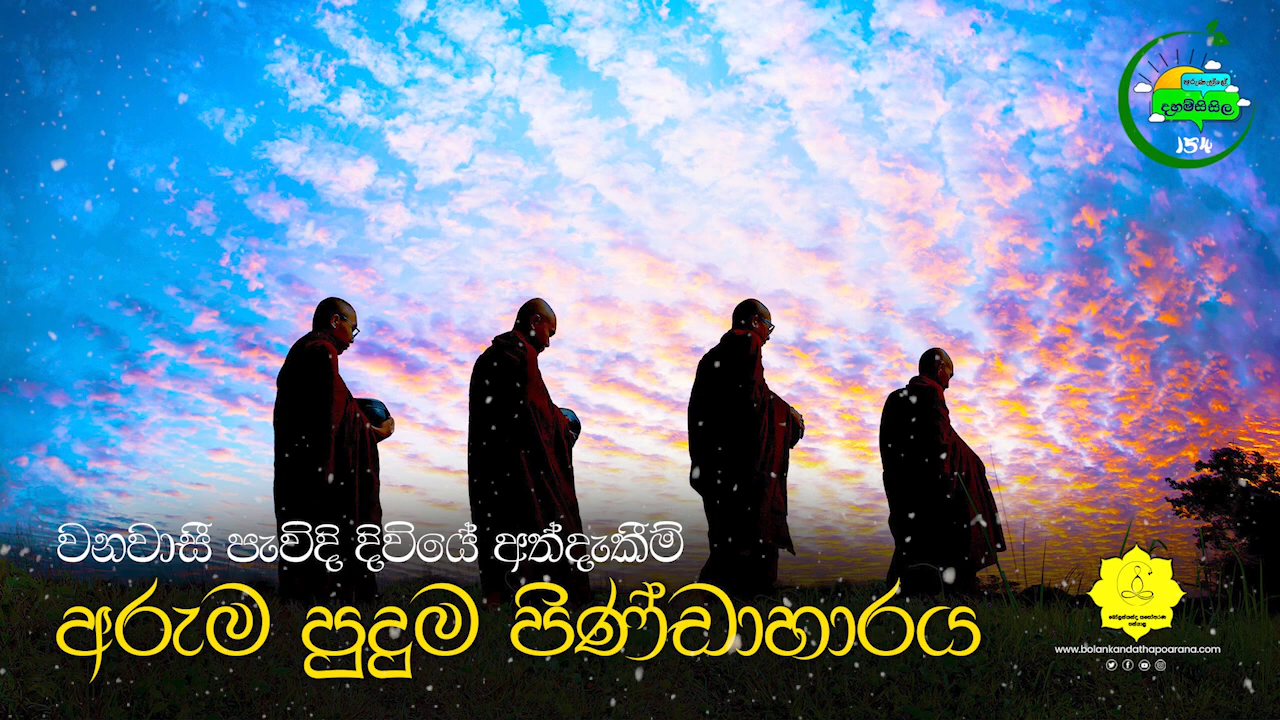 දහම්සිසිල
154
වනවාසී පැවිදි දිවියේ අත්දැකීම්
අරුම පුදුම පිණ්ඩාහාරය
www.bolankandathapoarana.com